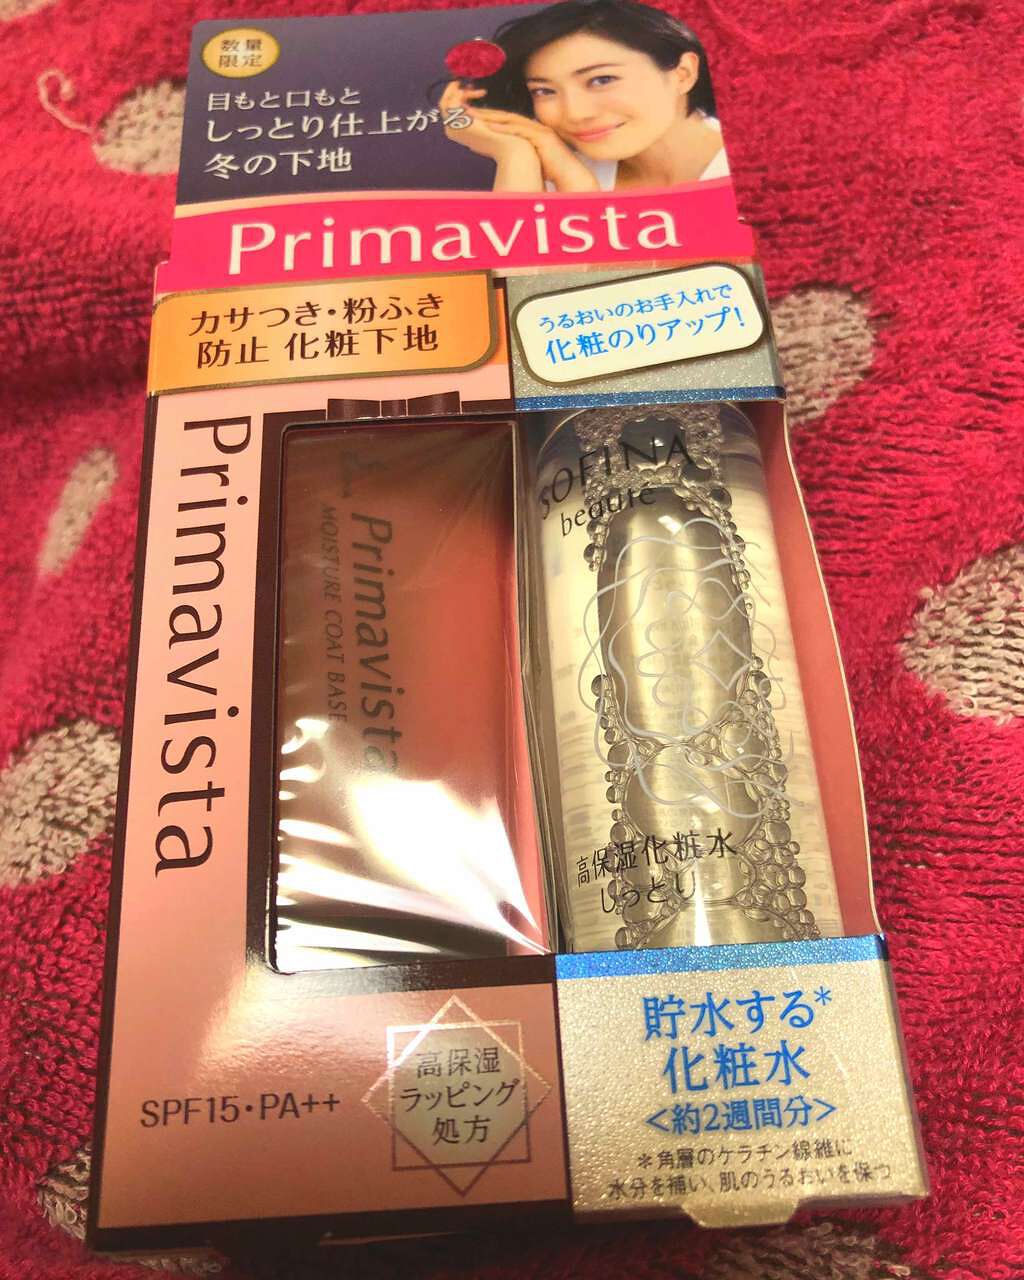 数量
限定
目もと口もと
しっとり仕上がる
冬の下地
Primavista
カサつき・粉ふき
防止 化粧下地
うるおいのお手入れで
化粧のりアップ!
Primavista
Primavista
MOISTURE COAT BASE
SOFINA
beauté
高保湿化粧水
しっとり
SPF15・PA++
高保湿
ラッピング
処方
貯水する*
化粧水
<約2週間分>
*角層のケラチン線維に
水分を補い、肌のうるおいを保つ